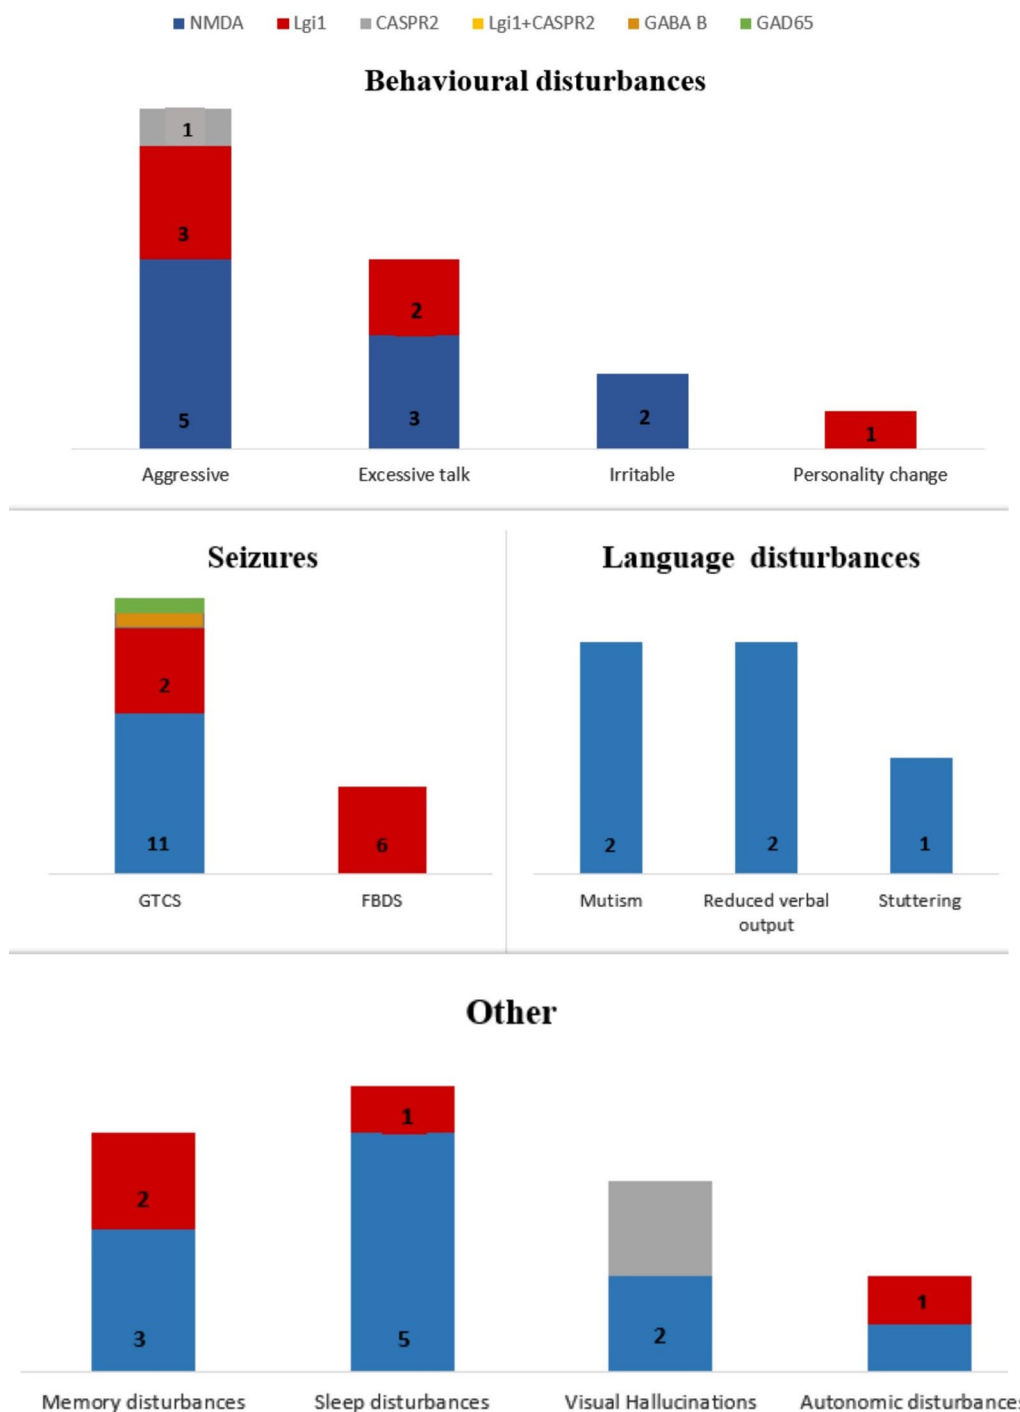 NMDA Lgi1 CASPR2 Lgi1+CASPR2 GABA B GAD65
Behavioural disturbances
1
3
2
5
3
2
1
Aggressive Excessive talk Irritable Personality change
Seizures
2
11
6
GTCS FBDS
Language disturbances
2
2
1
Mutism Reduced verbal Stuttering
output
Other
1
2
1
3
5
2
Memory disturbances Sleep disturbances Visual Hallucinations Autonomic disturbances